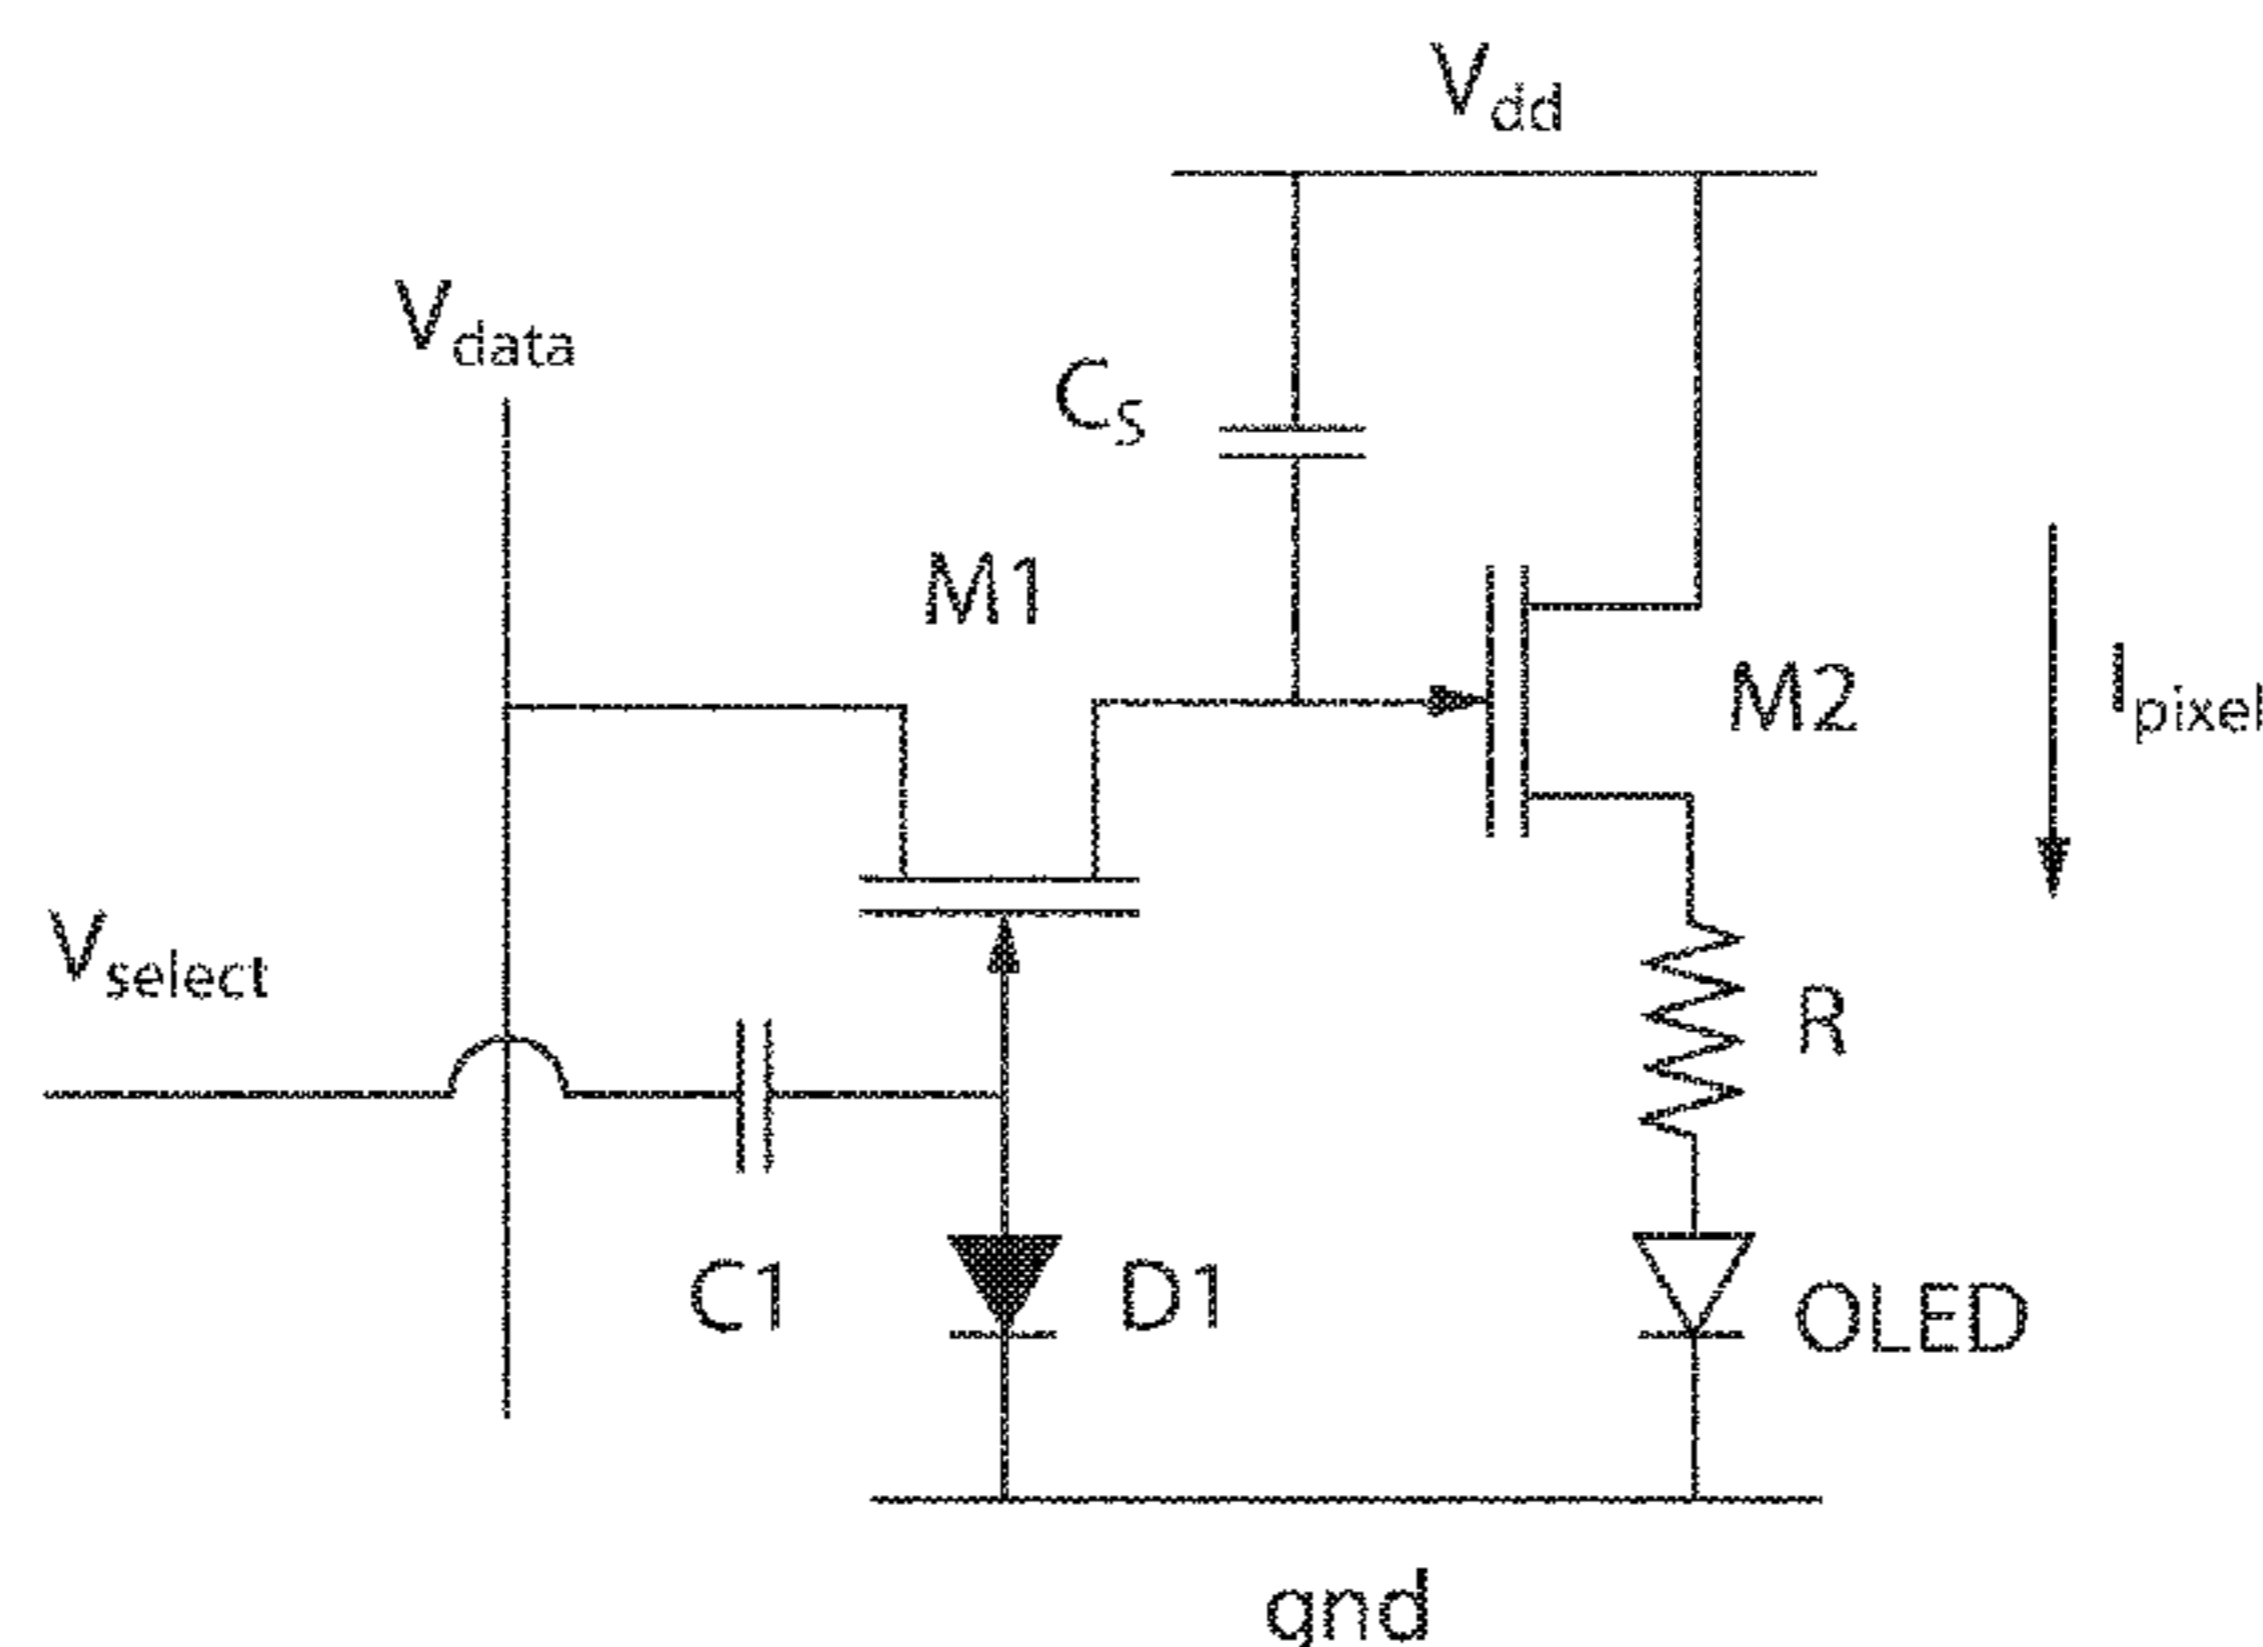 Vdd
Vdata
CS
M1
M2
Ipixel
Vselect
R
C1
D1
OLED
gnd